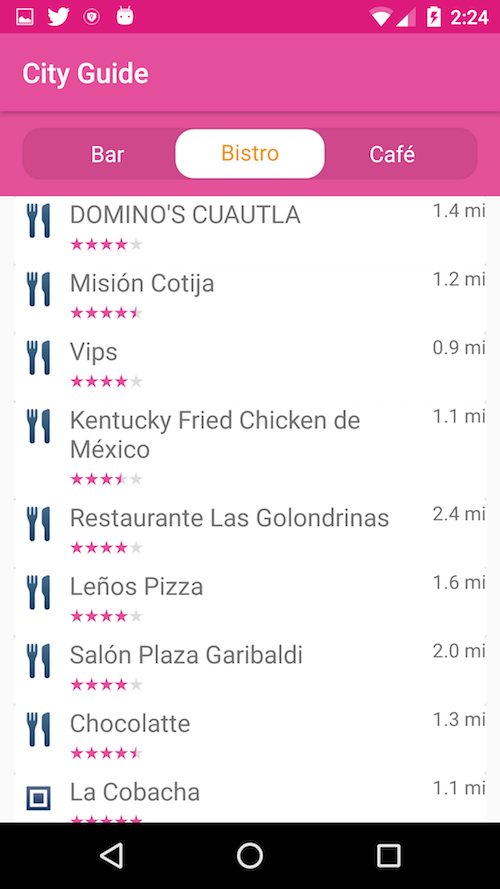 2:24
City Guide
Bar
Bistro
Café
DOMINO'S CUAUTLA
1.4 mi
Misión Cotija
1.2 mi
Vips
0.9 mi
Kentucky Fried Chicken de
México
1.1 mi
Restaurante Las Golondrinas
2.4 mi
Leños Pizza
1.6 mi
Salón Plaza Garibaldi
2.0 mi
Chocolatte
1.3 mi
La Cobacha
1.1 mi